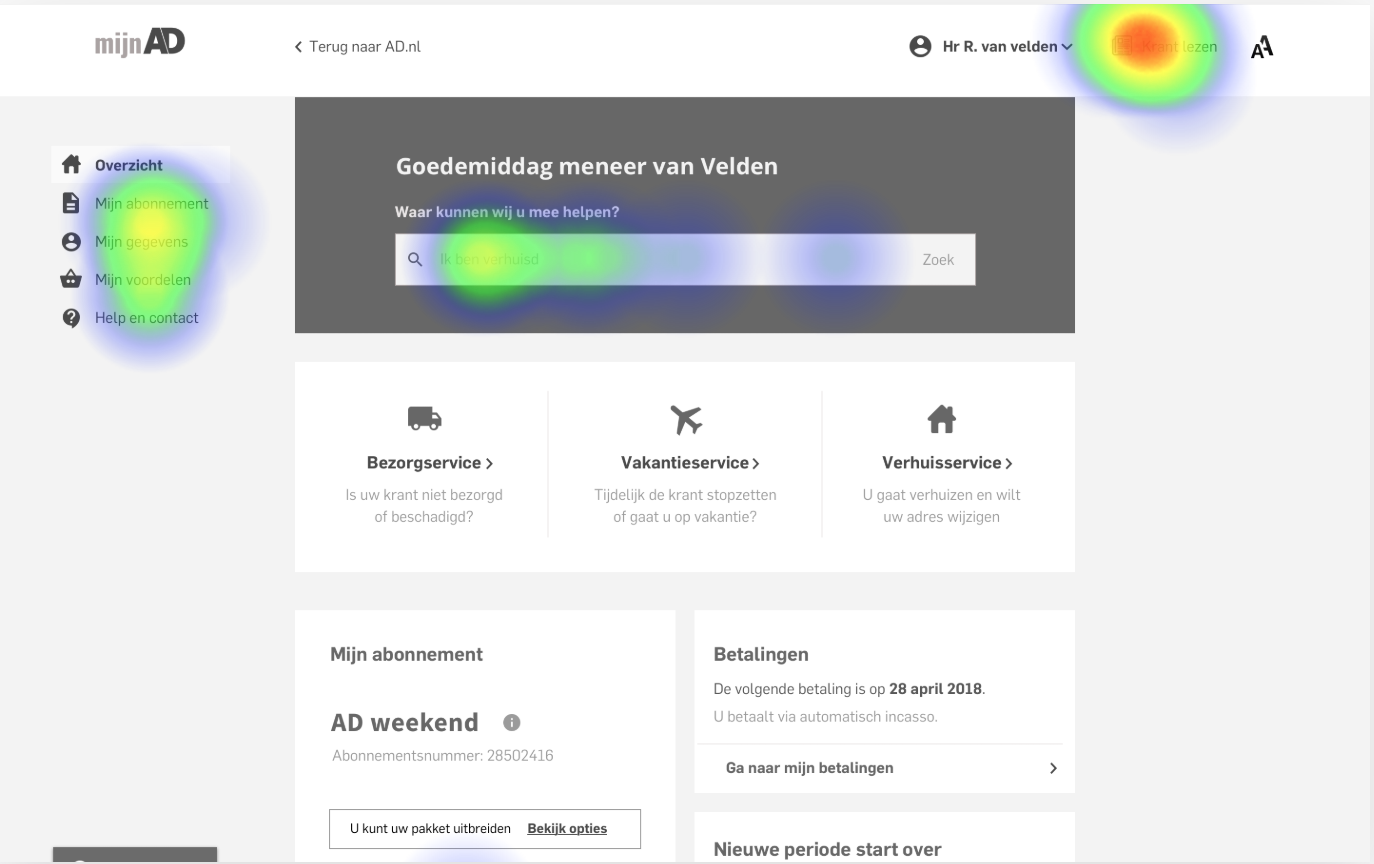 mijnAD
Terug naar AD.nl
Hr R. van velden
Krant lezen
AA
Overzicht
Mijn abonnement
Mijn gegevens
Mijn voordelen
Help en contact
Goedemiddag meneer van Velden
Waar kunnen wij u mee helpen?
Ik ben verhuisd
Zoek
Bezorgservice
Is uw krant niet bezorgd
of beschadigd?
Vakantieservice
Tijdelijk de krant stopzetten
of gaat u op vakantie?
Verhuisservice
U gaat verhuizen en wilt
uw adres wijzigen
Mijn abonnement
AD weekend
Abonnementsnummer: 28502416
U kunt uw pakket uitbreiden Bekijk opties
Betalingen
De volgende betaling is op 28 april 2018.
U betaalt via automatisch incasso.
Ga naar mijn betalingen
Nieuwe periode start over